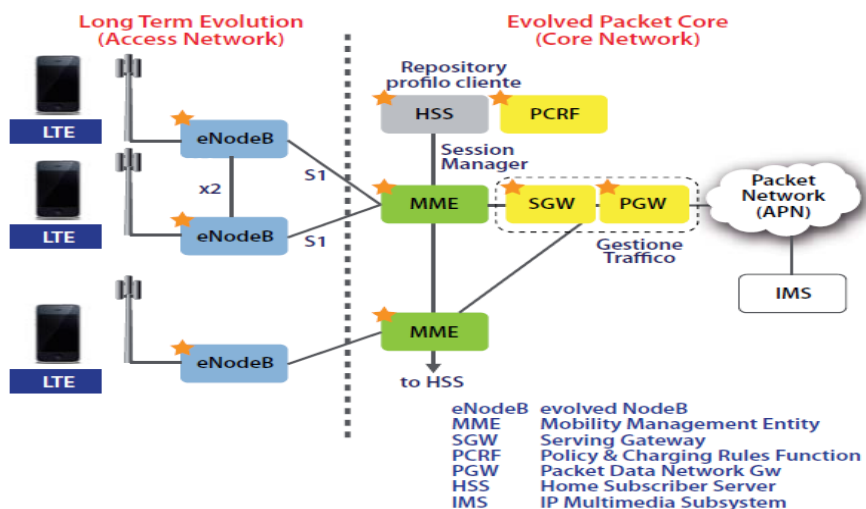 Long Term Evolution
(Access Network)
Evolved Packet Core
(Core Network)
Repository
profilo cliente
LTE
eNodeB
HSS
PCRF
Session
Manager
x2
S1
LTE
eNodeB
S1
MME
SGW
PGW
Packet
Network
(APN)
Gestione
Traffico
IMS
LTE
eNodeB
MME
to HSS
eNodeB evolved NodeB
MME Mobility Management Entity
SGW Serving Gateway
PCRF Policy & Charging Rules Function
PGW Packet Data Network Gw
HSS Home Subscriber Server
IMS IP Multimedia Subsystem